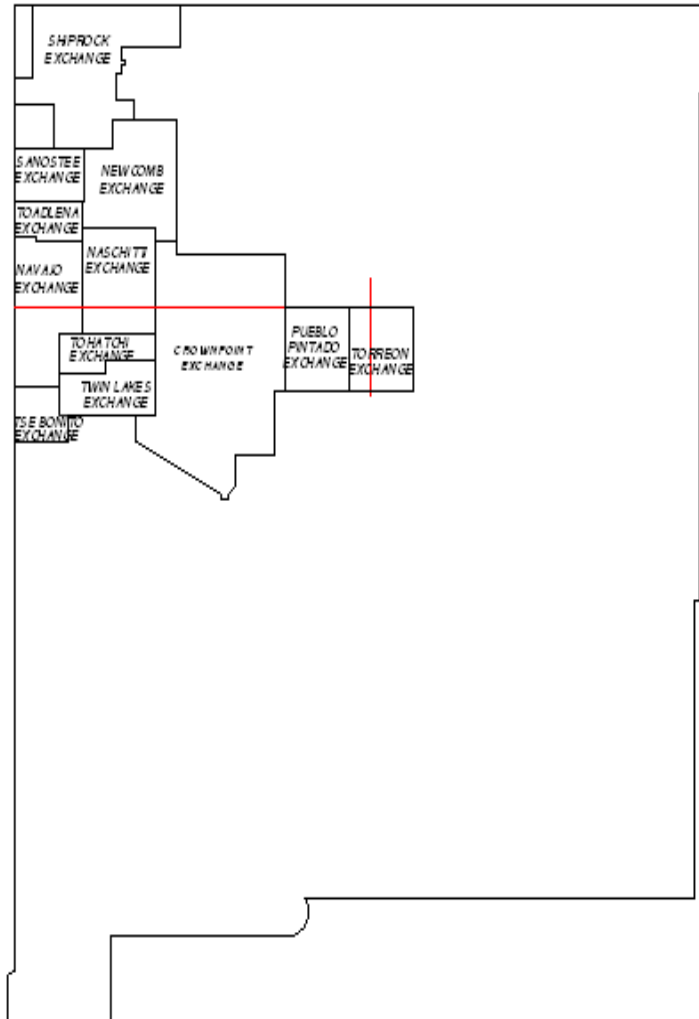 SHIPROCK
EXCHANGE
SANOSTEE
EXCHANGE
NEWCOMB
EXCHANGE
TOADLENA
EXCHANGE
NASCHITTI
EXCHANGE
NAVAJO
EXCHANGE
TOHATCHI
EXCHANGE
CROWNPOINT
EXCHANGE
PUEBLO
PINTADO
EXCHANGE
TORREON
EXCHANGE
TWIN LAKES
EXCHANGE
TSE BONITO
EXCHANGE